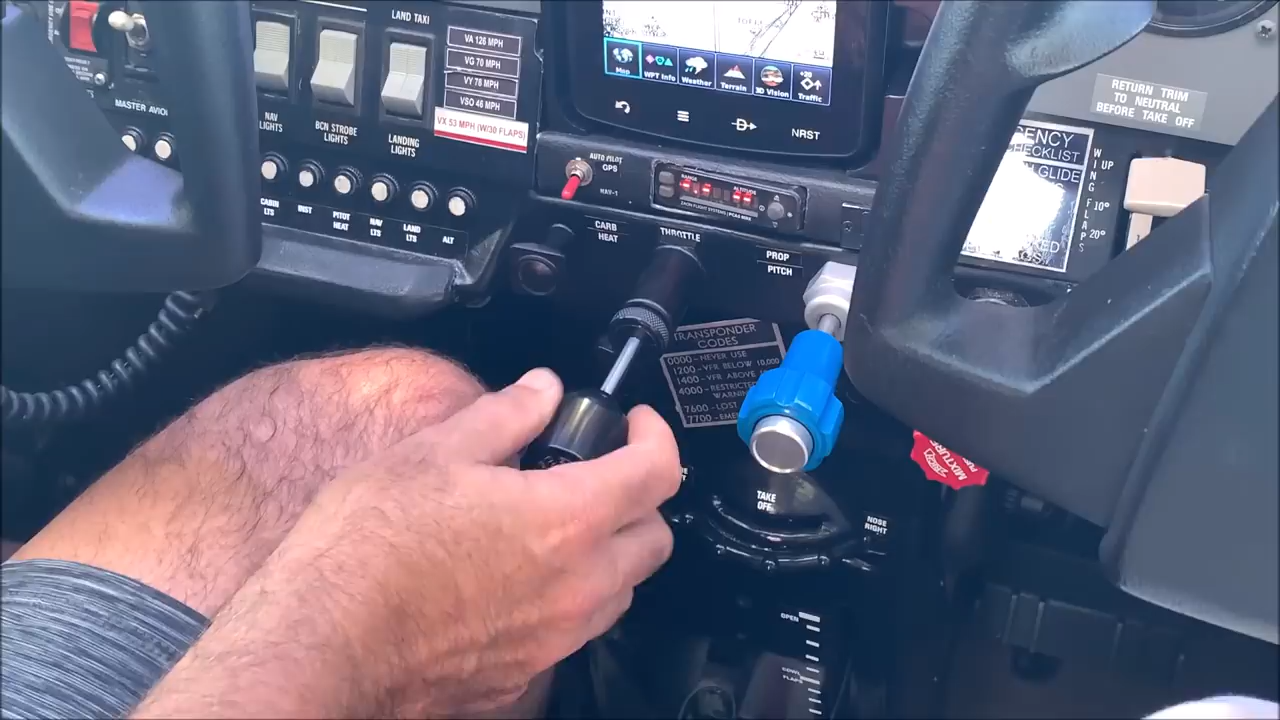 LAND TAXI
VA 126 MPH
VG 70 MPH
VY 78 MPH
VSO 46 MPH
VX 53 MPH (W/30 FLAPS)
MASTER
NAV
LIGHTS
BCN STROBE
LIGHTS
LANDING
LIGHTS
CABIN
LTS
INST
PITOT
HEAT
NAV
LTS
LAND
LTS
ALT
Map
WPT Info
Weather
Terrain
3D Vision
Traffic
NRST
AUTO PILOT
GPS
NAV-1
RANGE
ALTITUDE
CARB
HEAT
THROTTLE
PROP
PITCH
TRANSPONDER
CODES
0000 - NEVER USE
1200 - VFR BELOW 10,000
1400 - VFR ABOVE
4000 - RESTRICTED
7600 - LOST
7700
TAKE
OFF
NOSE
RIGHT
OPEN
COWL
FLAPS
MIXTURE
RETURN TRIM
TO NEUTRAL
BEFORE TAKE OFF
CHECKLIST
GLIDE
WING FLAPS
UP
10°
20°